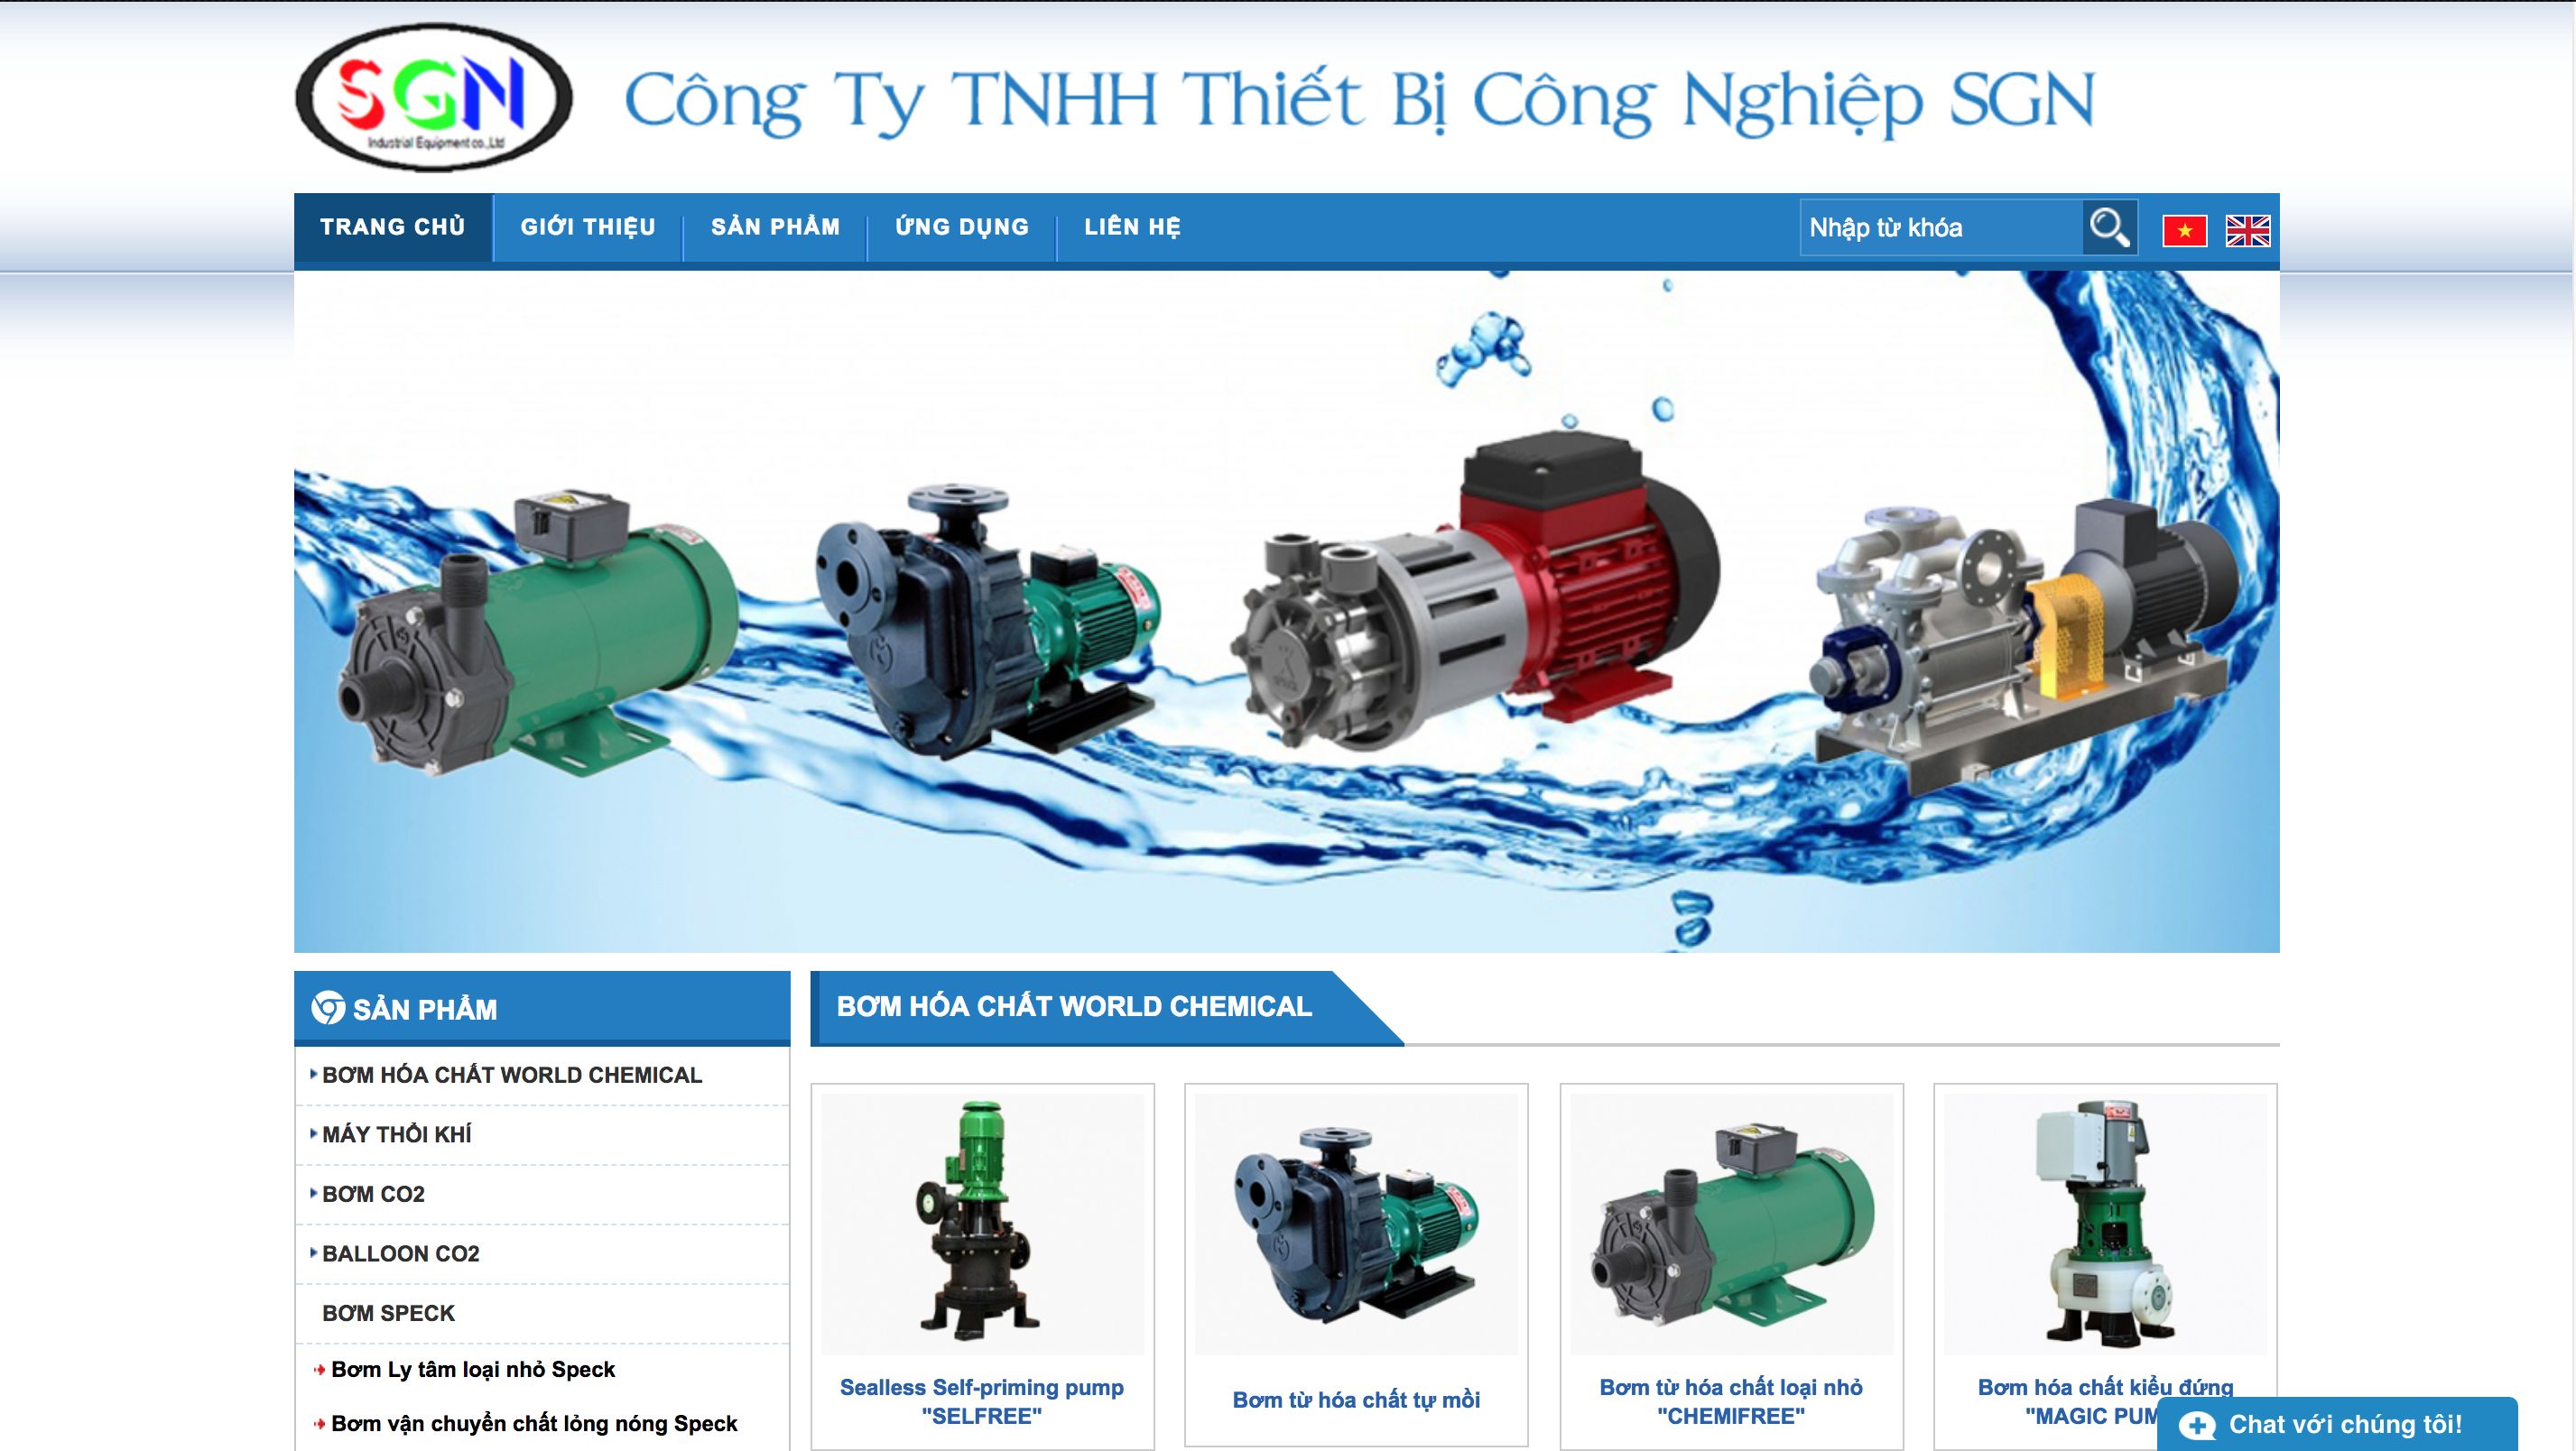 SGN
Industrial Equipment co.,Ltd
Công Ty TNHH Thiết Bị Công Nghiệp SGN
TRANG CHỦ
GIỚI THIỆU
SẢN PHẨM
ỨNG DỤNG
LIÊN HỆ
Nhập từ khóa
SẢN PHẨM
BƠM HÓA CHẤT WORLD CHEMICAL
MÁY THỔI KHÍ
BƠM CO2
BALLOON CO2
BƠM SPECK
Bơm Ly tâm loại nhỏ Speck
Bơm vận chuyển chất lỏng nóng Speck
BƠM HÓA CHẤT WORLD CHEMICAL
Sealless Self-priming pump
"SELFREE"
Bơm từ hóa chất tự mồi
Bơm từ hóa chất loại nhỏ
"CHEMIFREE"
Bơm hóa chất kiểu đứng
"MAGIC PUM
Chat với chúng tôi!